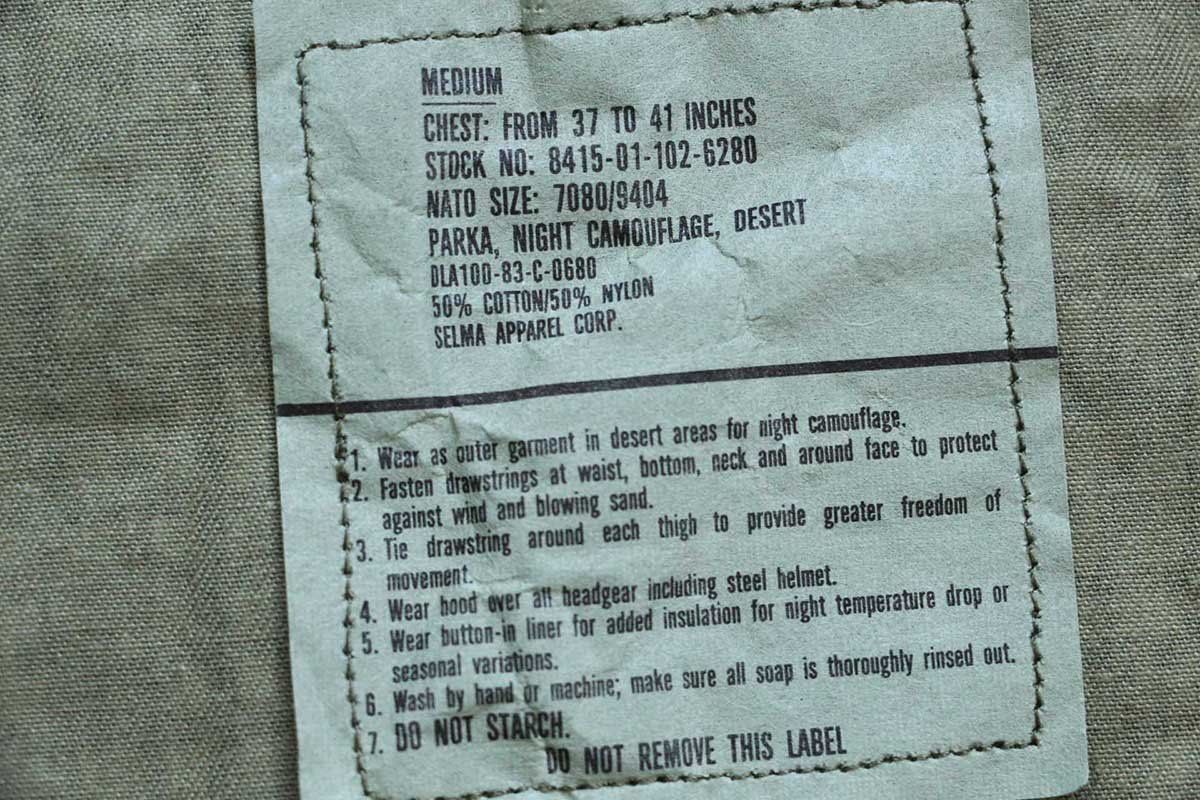 MEDIUM
CHEST: FROM 37 TO 41 INCHES
STOCK NO: 8415-01-102-6280
NATO SIZE: 7080/9404
PARKA, NIGHT CAMOUFLAGE, DESERT
DLA100-83-C-0680
50% COTTON/50% NYLON
SELMA APPAREL CORP.
1. Wear as outer garment in desert areas for night camouflage.
2. Fasten drawstrings at waist, bottom, neck and around face to protect
against wind and blowing sand.
3. Tie drawstring around each thigh to provide greater freedom of
movement.
4. Wear hood over all headgear including steel helmet.
5. Wear button-in liner for added insulation for night temperature drop or
seasonal variations.
6. Wash by hand or machine; make sure all soap is thoroughly rinsed out.
7. DO NOT STARCH.
DO NOT REMOVE THIS LABEL